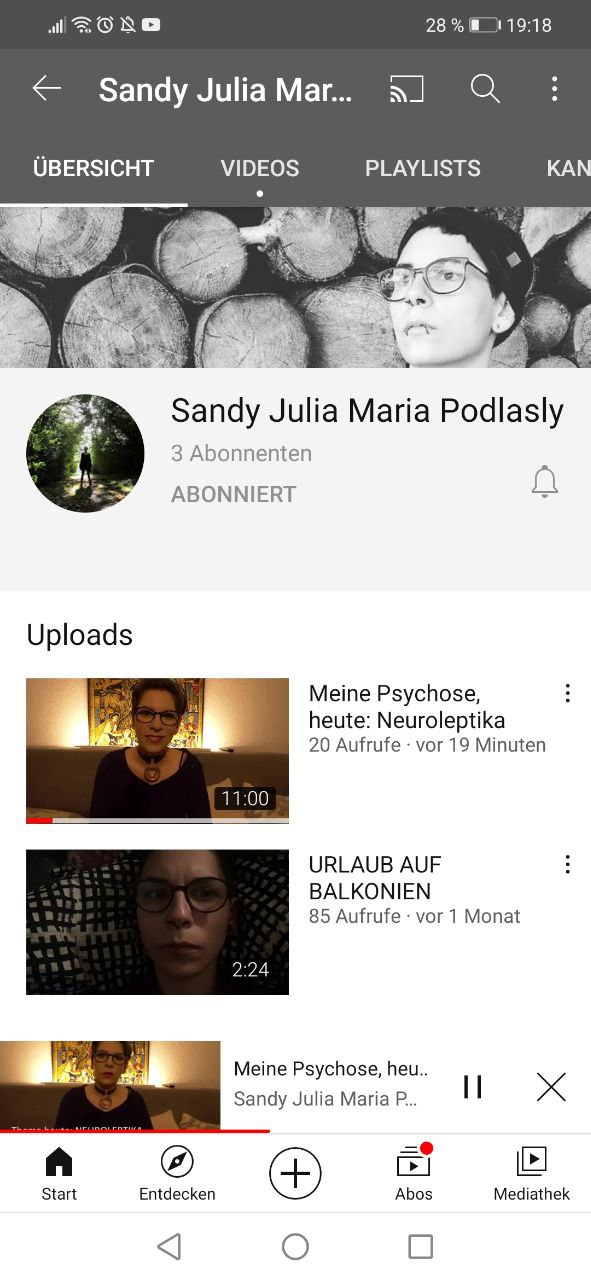 28 % 19:18
Sandy Julia Mar...
ÜBERSICHT VIDEOS PLAYLISTS KAN
Sandy Julia Maria Podlasly
3 Abonnenten
ABONNIERT
Uploads
Meine Psychose,
heute: Neuroleptika
20 Aufrufe · vor 19 Minuten
11:00
URLAUB AUF
BALKONIEN
85 Aufrufe · vor 1 Monat
2:24
Meine Psychose, heu..
Sandy Julia Maria P...
Thema heute: NEUROLEPTIKA
Start Entdecken Abos Mediathek